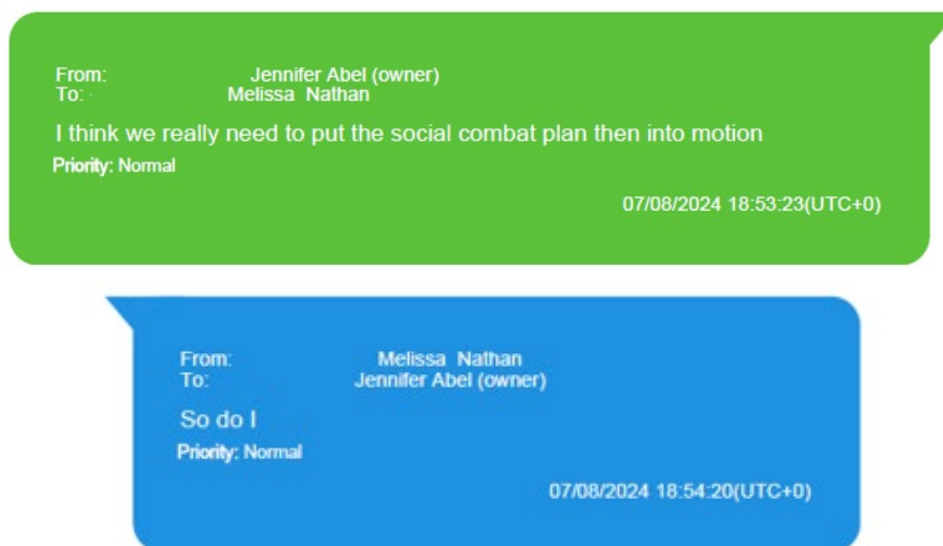 From: Jennifer Abel (owner)
To: Melissa Nathan
I think we really need to put the social combat plan then into motion
Priority: Normal
07/08/2024 18:53:23(UTC+0)
From: Melissa Nathan
To: Jennifer Abel (owner)
So do I
Priority: Normal
07/08/2024 18:54:20(UTC+0)